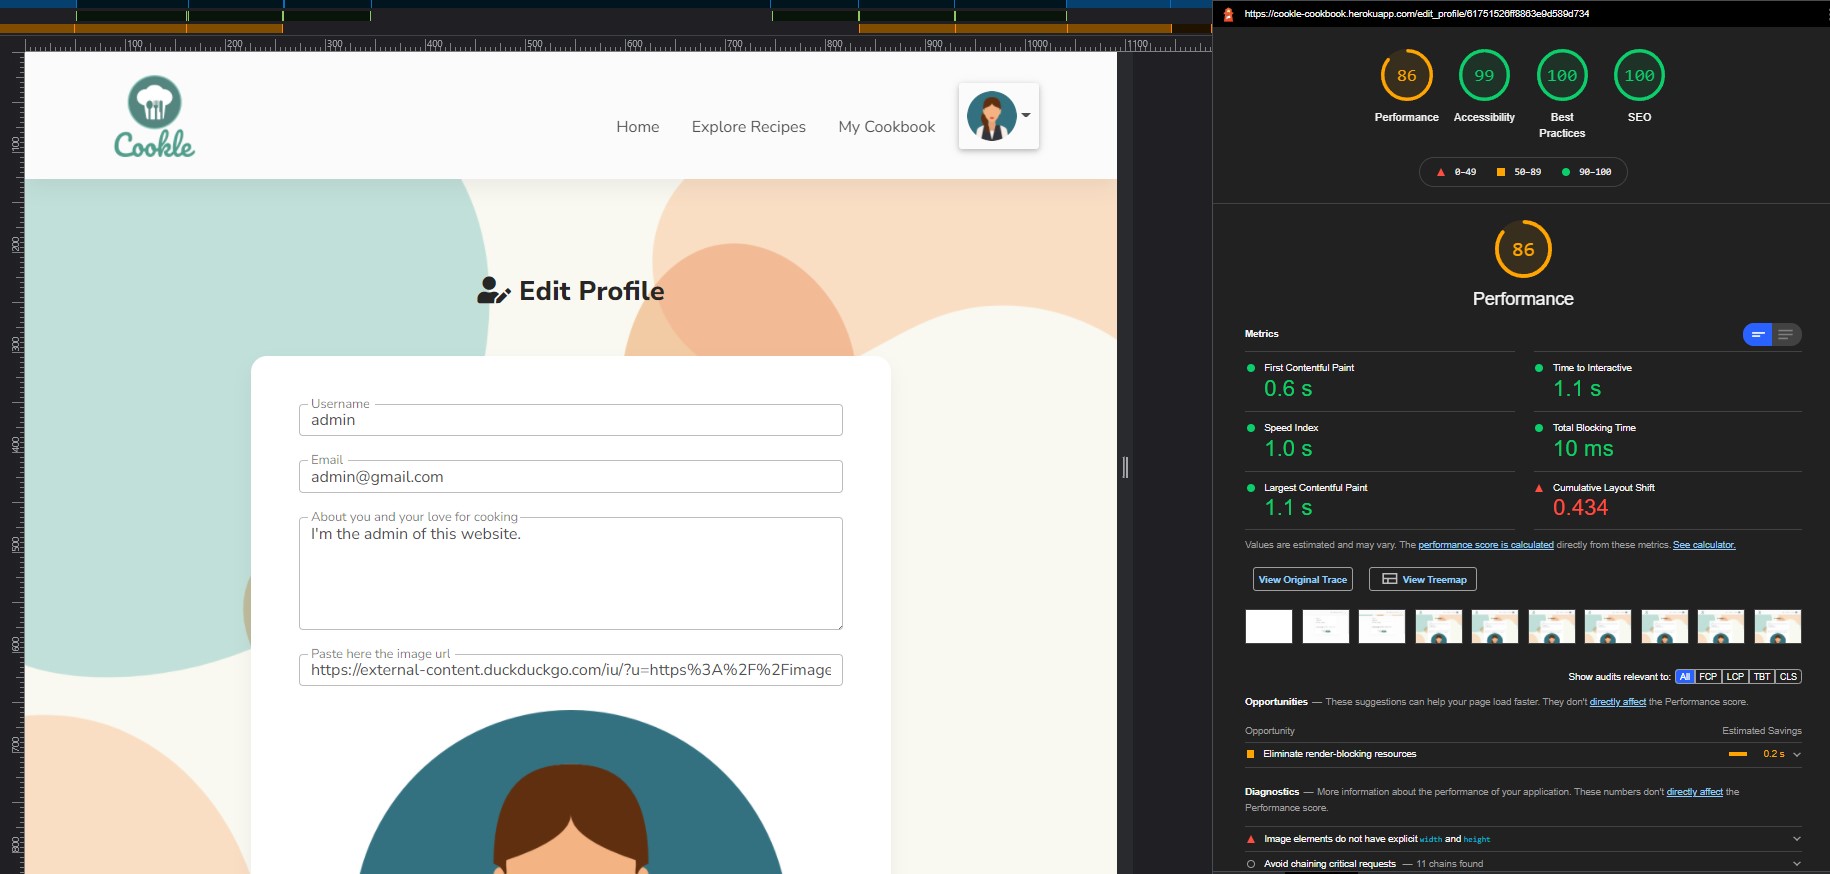 100 200 300 400 500 600 700 800 900 1000 1100
100
200
300
400
500
600
700
800
Cookle
Home Explore Recipes My Cookbook
Edit Profile
Username
admin
Email
admin@gmail.com
About you and your love for cooking
I'm the admin of this website.
Paste here the image url
https://external-content.duckduckgo.com/iu/?u=https%3A%2F%2Fimage
https://cookle-cookbook.herokuapp.com/edit_profile/61751526ff8863e9d589d734
86 99 100 100
Performance Accessibility Best Practices SEO
0–49 50–89 90–100
86
Performance
Metrics
First Contentful Paint
0.6 s
Time to Interactive
1.1 s
Speed Index
1.0 s
Total Blocking Time
10 ms
Largest Contentful Paint
1.1 s
Cumulative Layout Shift
0.434
Values are estimated and may vary. The performance score is calculated directly from these metrics. See calculator.
View Original Trace View Treemap
Show audits relevant to: All FCP LCP TBT CLS
Opportunities — These suggestions can help your page load faster. They don't directly affect the Performance score.
Opportunity Estimated Savings
Eliminate render-blocking resources 0.2 s
Diagnostics — More information about the performance of your application. These numbers don't directly affect the
Performance score.
Image elements do not have explicit width and height
Avoid chaining critical requests — 11 chains found